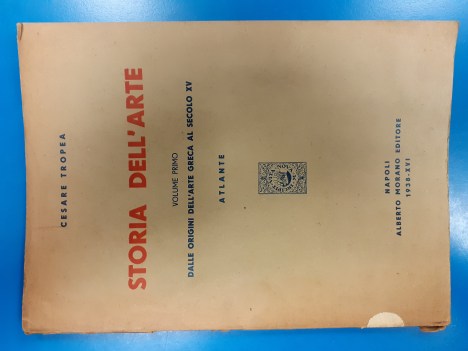 CESARE TROPEA
STORIA DELL'ARTE
VOLUME PRIMO
DALLE ORIGINI DELL'ARTE GRECA AL SECOLO XV
ATLANTE
NAPOLI
ALBERTO MORANO EDITORE
1938-XVI